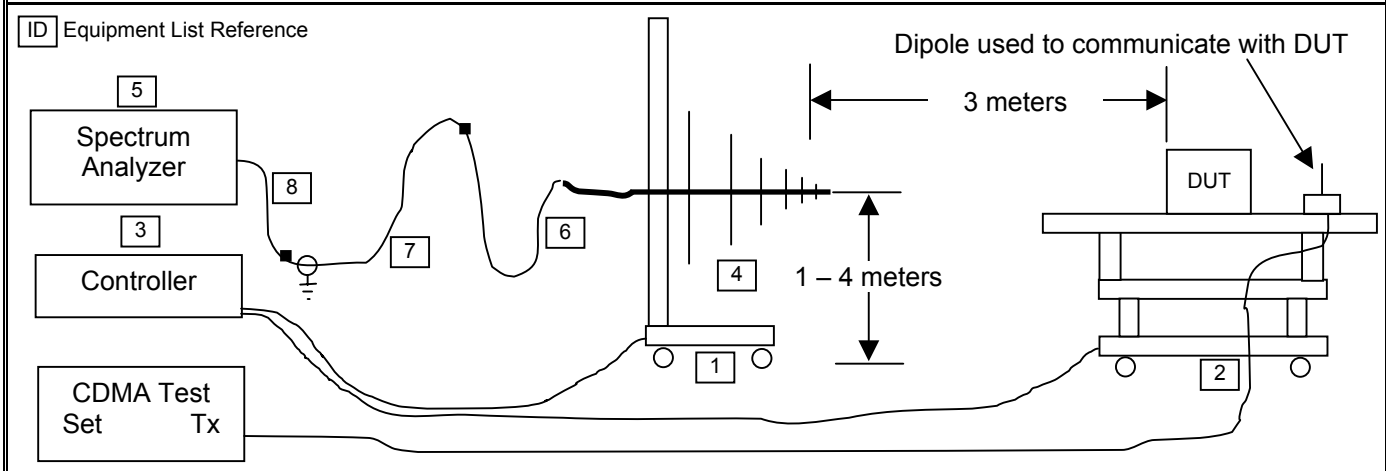 ID Equipment List Reference
Dipole used to communicate with DUT
5
3 meters
Spectrum
Analyzer
DUT
8
3
6
7
4
1 – 4 meters
Controller
1
2
CDMA Test
Set Tx